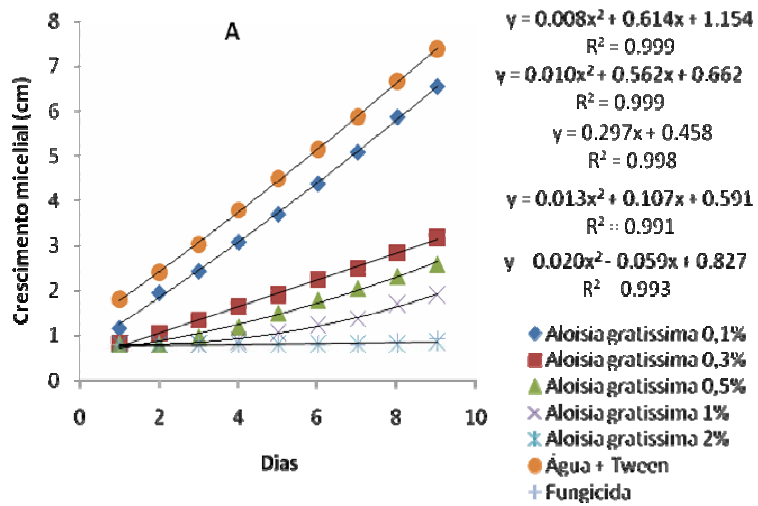 A
y = 0.008x² + 0.614x + 1.154
R² = 0.999
y = 0.010x² + 0.562x + 0.662
R² = 0.999
y = 0.297x + 0.458
R² = 0.998
y = 0.013x² + 0.107x + 0.591
R² = 0.991
y 0.020x² - 0.059x + 0.827
R² 0.993
Crescimento micelial (cm)
8
7
6
5
4
3
2
1
0
0 2 4 6 8 10
Dias
Aloisia gratissima 0,1%
Aloisia gratissima 0,3%
Aloisia gratissima 0,5%
Aloisia gratissima 1%
Aloisia gratissima 2%
Água + Tween
Fungicida